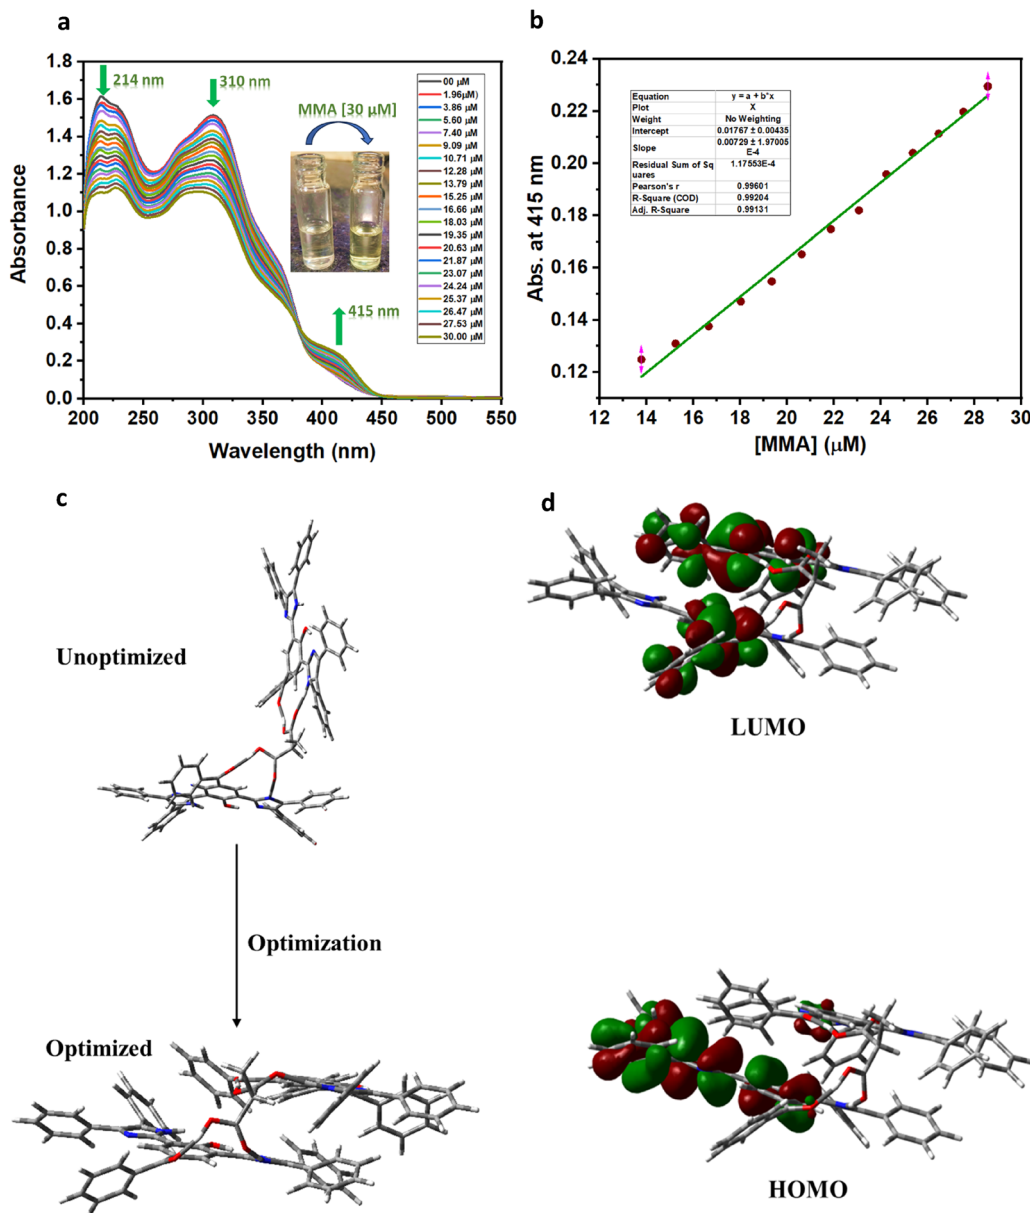 a
214 nm
310 nm
MMA [30 µM]
415 nm
1.8
1.6
1.4
1.2
1.0
0.8
0.6
0.4
0.2
0.0
Absorbance
200
250
300
350
400
450
500
550
Wavelength (nm)
00 µM
1.96µM)
3.86 µM
5.60 µM
7.40 µM
9.09 µM
10.71 µM
12.28 µM
13.79 µM
15.25 µM
16.66 µM
18.03 µM
19.35 µM
20.63 µM
21.87 µM
23.07 µM
24.24 µM
25.37 µM
26.47 µM
27.53 µM
30.00 µM
b
0.24
0.22
0.20
0.18
0.16
0.14
0.12
Abs. at 415 nm
Equation y = a + b*x
Plot X
Weight No Weighting
Intercept 0.01767 ± 0.00435
Slope 0.00729 ± 1.97005
E-4
Residual Sum of Sq
uares 1.17553E-4
Pearson's r 0.99601
R-Square (COD) 0.99204
Adj. R-Square 0.99131
12
14
16
18
20
22
24
26
28
30
[MMA] (µM)
c
Unoptimized
Optimization
Optimized
d
LUMO
HOMO